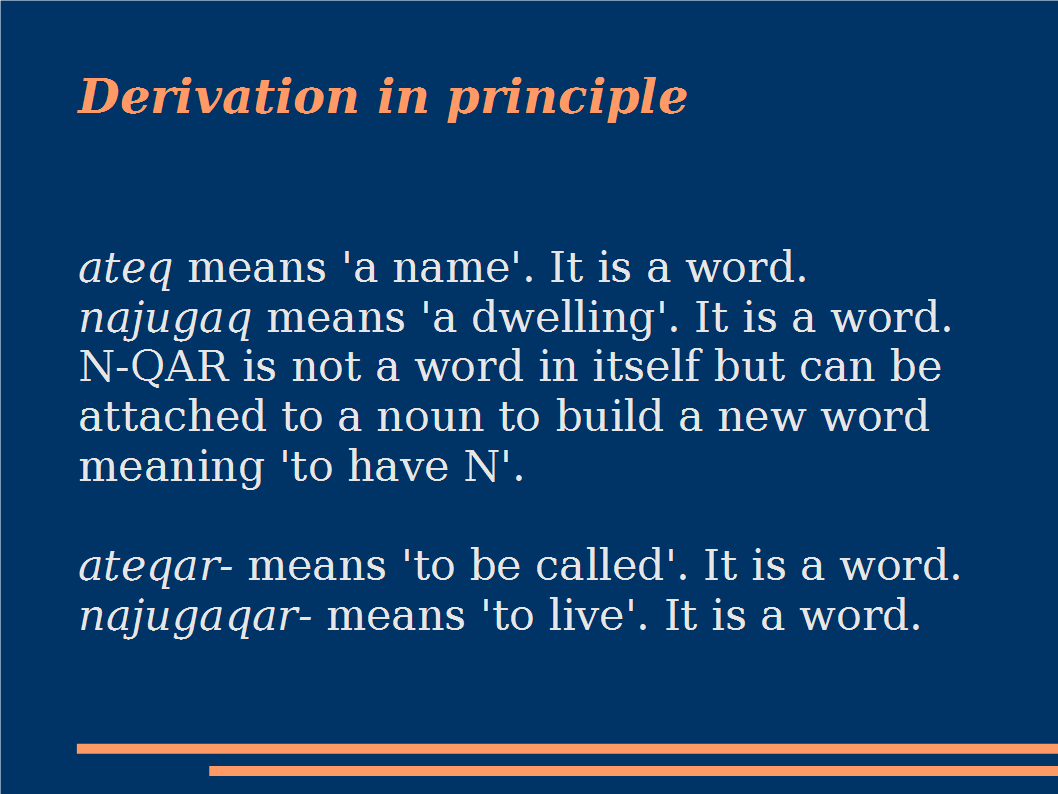 Derivation in principle
ateq means 'a name'. It is a word.
najugaq means 'a dwelling'. It is a word.
N-QAR is not a word in itself but can be
attached to a noun to build a new word
meaning 'to have N'.
ateqar- means 'to be called'. It is a word.
najugaqar- means 'to live'. It is a word.